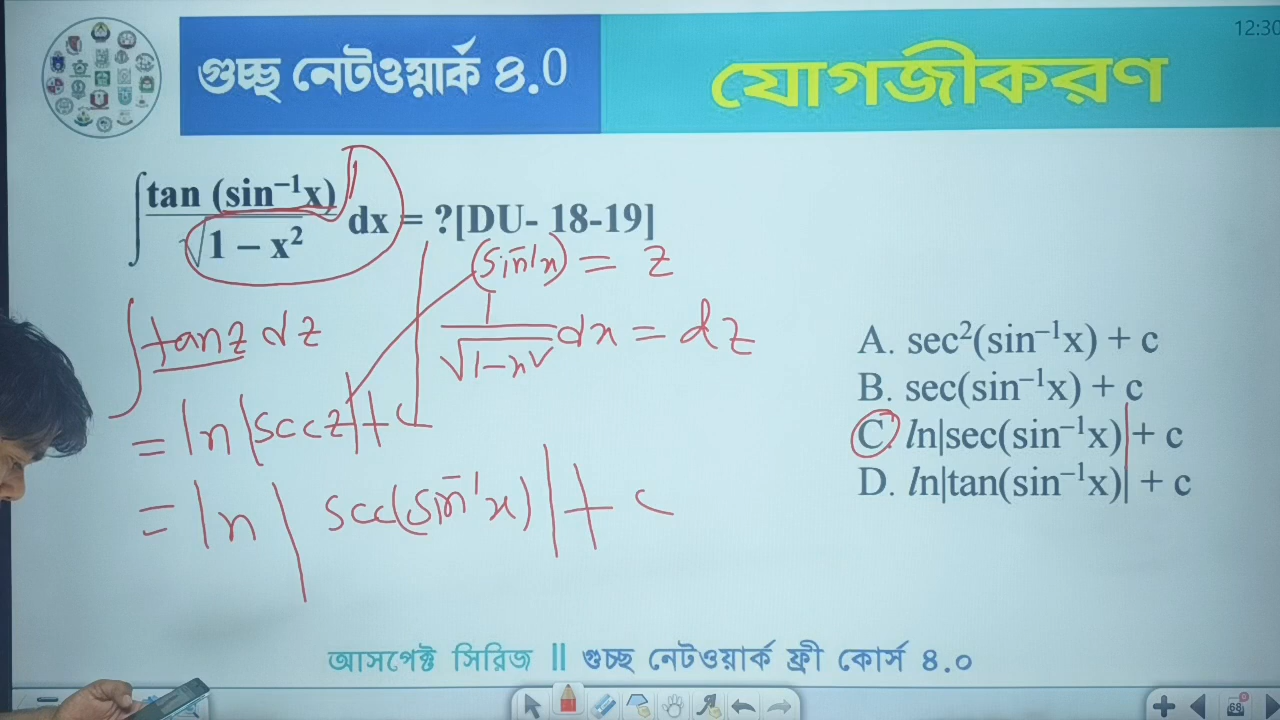 12:30
গুচ্ছ নেটওয়ার্ক ৪.0
যোগজীকরণ
∫ tan (sin⁻¹x) / √1 − x² dx = ?[DU- 18-19]
(sin⁻¹x) = z
∫ tanz dz
1/√1−x² dx = dz
= ln |secz| + c
= ln | sec(sin⁻¹x) | + c
A. sec²(sin⁻¹x) + c
B. sec(sin⁻¹x) + c
C. ln|sec(sin⁻¹x)| + c
D. ln|tan(sin⁻¹x)| + c
আসপেক্ট সিরিজ || গুচ্ছ নেটওয়ার্ক ফ্রী কোর্স ৪.০
68